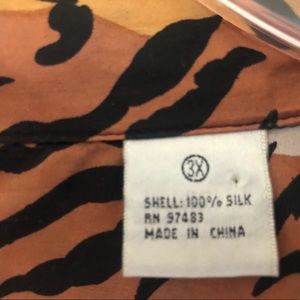 3X
SHELL: 100% SILK
RN 97483
MADE IN CHINA